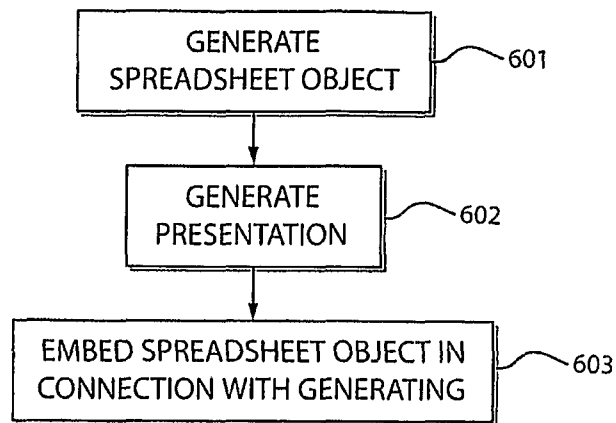 GENERATE
SPREADSHEET OBJECT
601
GENERATE
PRESENTATION
602
EMBED SPREADSHEET OBJECT IN
CONNECTION WITH GENERATING
603